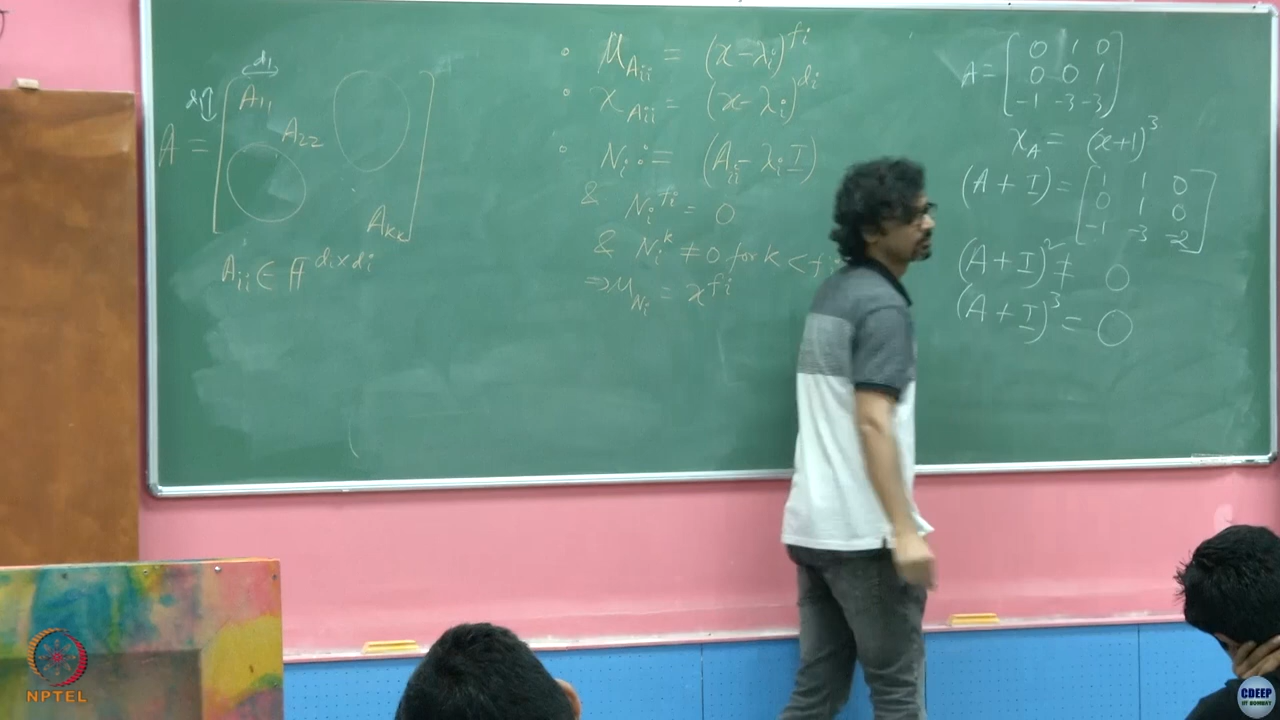 d₁
d₁
A =
A₁₁
A₂₂
Aₖₖ
Aᵢᵢ ∈ F^{dᵢ×dᵢ}
• μ_{Aᵢᵢ} = (x-λᵢ)^{fᵢ}
• χ_{Aᵢᵢ} = (x-λᵢ)^{dᵢ}
• Nᵢ := (Aᵢᵢ - λᵢI)
& Nᵢ^{fᵢ} = 0
& Nᵢ^k ≠ 0 for k < f
⇒ μ_{Nᵢ} = x^{fᵢ}
A = [0 1 0
0 0 1
-1 -3 -3]
χ_A = (x+1)³
(A + I) = [1 1 0
0 1 0
-1 -3 -2]
(A + I)² ≠ 0
(A + I)³ = 0
NPTEL
CDEEP
IIT BOMBAY